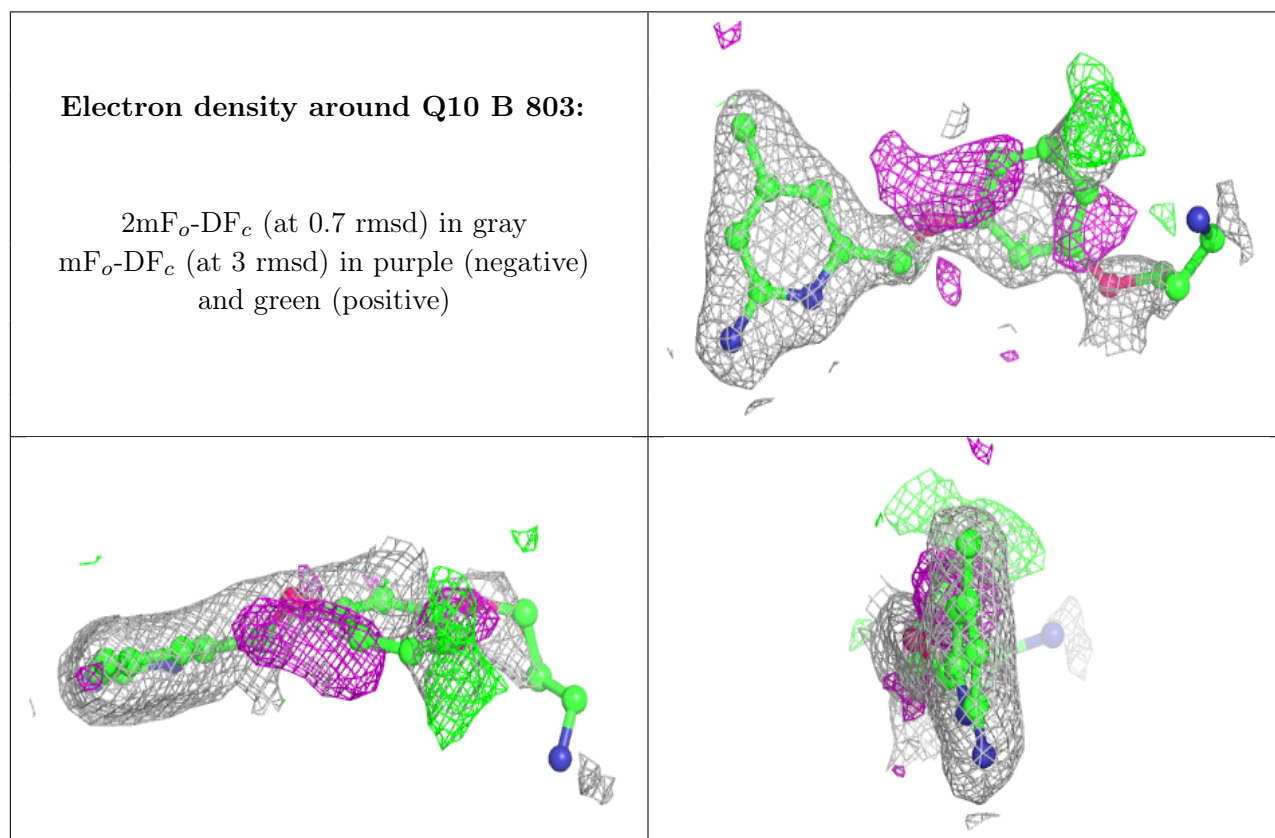 Electron density around Q10 B 803:
2mFo-DFc (at 0.7 rmsd) in gray
mFo-DFc (at 3 rmsd) in purple (negative)
and green (positive)